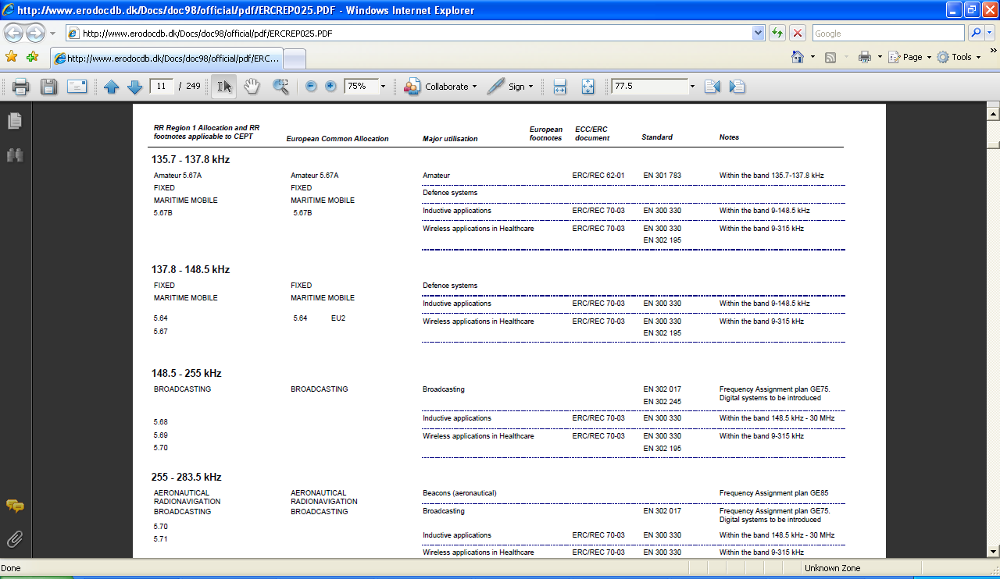 http://www.erodocdb.dk/Docs/doc98/official/pdf/ERCREP025.PDF - Windows Internet Explorer
http://www.erodocdb.dk/Docs/doc98/official/pdf/ERCREP025.PDF Google
http://www.erodocdb.dk/Docs/doc98/official/pdf/ERC... Page Tools »
11 / 249 75% Collaborate Sign 77.5
RR Region 1 Allocation and RR footnotes applicable to CEPT European Common Allocation Major utilisation European footnotes ECC/ERC document Standard Notes
135.7 - 137.8 kHz
Amateur 5.67A Amateur 5.67A Amateur ERC/REC 62-01 EN 301 783 Within the band 135.7-137.8 kHz
FIXED FIXED
Defence systems
MARITIME MOBILE MARITIME MOBILE
5.67B 5.67B Inductive applications ERC/REC 70-03 EN 300 330 Within the band 9-148.5 kHz
Wireless applications in Healthcare ERC/REC 70-03 EN 300 330 Within the band 9-315 kHz
EN 302 195
137.8 - 148.5 kHz
FIXED FIXED Defence systems
MARITIME MOBILE MARITIME MOBILE
Inductive applications ERC/REC 70-03 EN 300 330 Within the band 9-148.5 kHz
5.64 5.64 EU2 Wireless applications in Healthcare ERC/REC 70-03 EN 300 330 Within the band 9-315 kHz
5.67 EN 302 195
148.5 - 255 kHz
BROADCASTING BROADCASTING Broadcasting EN 302 017 Frequency Assignment plan GE75.
EN 302 245 Digital systems to be introduced
5.68 Inductive applications ERC/REC 70-03 EN 300 330 Within the band 148.5 kHz - 30 MHz
5.69 Wireless applications in Healthcare ERC/REC 70-03 EN 300 330 Within the band 9-315 kHz
5.70 EN 302 195
255 - 283.5 kHz
AERONAUTICAL AERONAUTICAL Beacons (aeronautical) Frequency Assignment plan GE85
RADIONAVIGATION RADIONAVIGATION
BROADCASTING BROADCASTING Broadcasting EN 302 017 Frequency Assignment plan GE75.
Digital systems to be introduced
5.70
5.71 Inductive applications ERC/REC 70-03 EN 300 330 Within the band 148.5 kHz - 30 MHz
Wireless applications in Healthcare ERC/REC 70-03 EN 300 330 Within the band 9-315 kHz
Done Unknown Zone